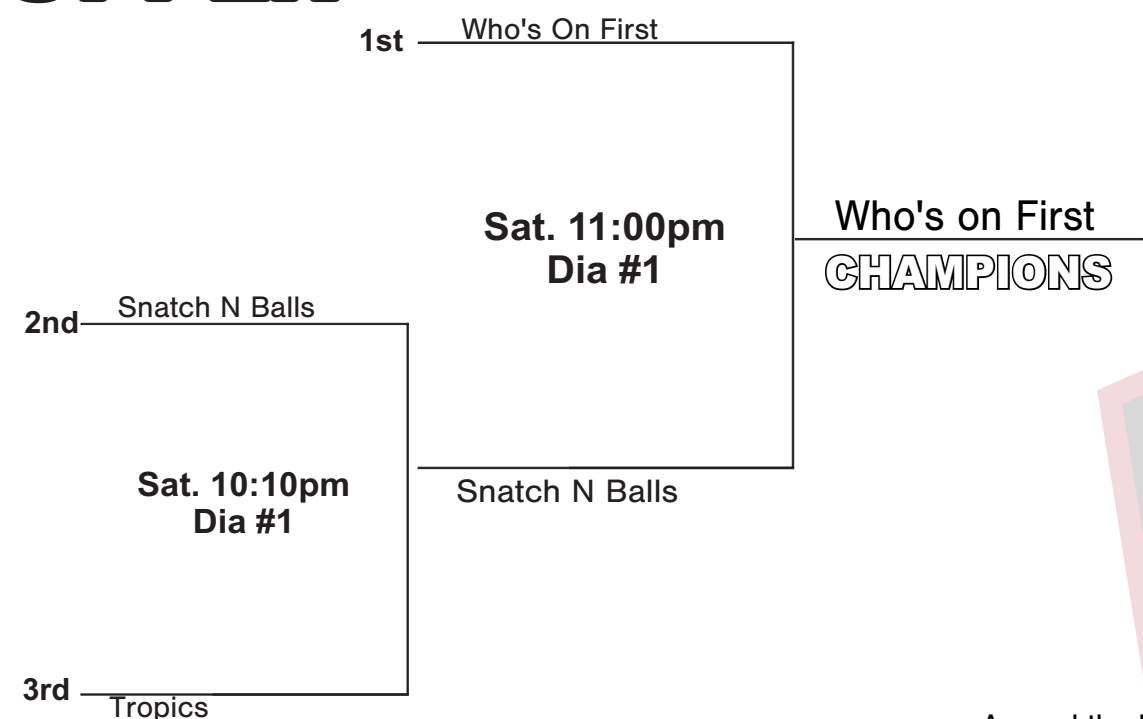 1st Who's On First
Sat. 11:00pm
Dia #1
Who's on First
CHAMPIONS
2nd Snatch N Balls
Sat. 10:10pm
Dia #1
Snatch N Balls
3rd
Tropics